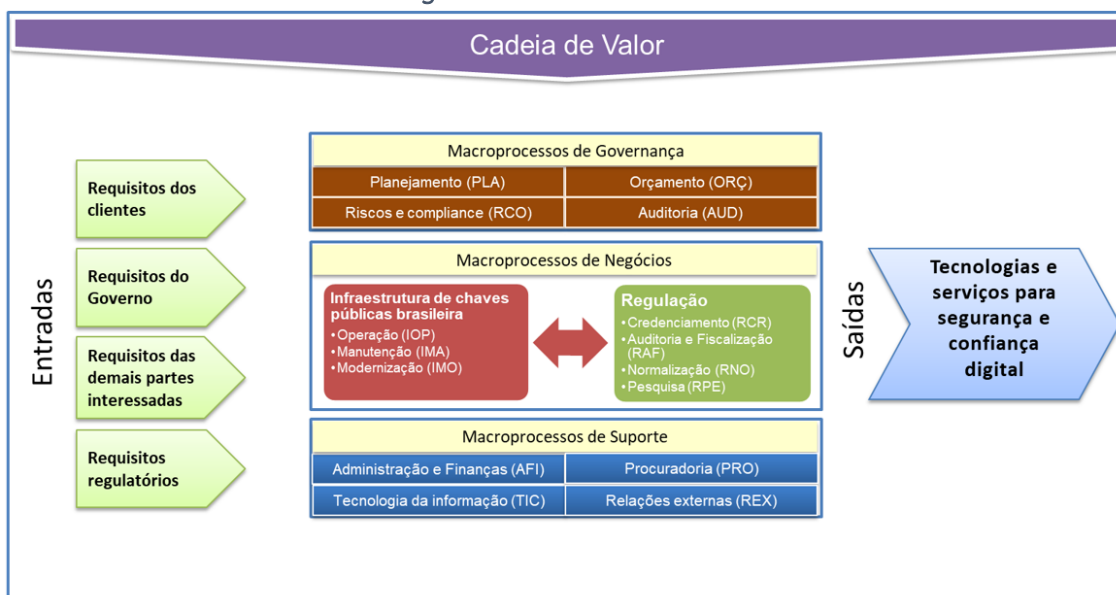 Cadeia de Valor
Entradas
Requisitos dos
clientes
Requisitos do
Governo
Requisitos das
demais partes
interessadas
Requisitos
regulatórios
Macroprocessos de Governança
Planejamento (PLA)
Orçamento (ORÇ)
Riscos e compliance (RCO)
Auditoria (AUD)
Macroprocessos de Negócios
Infraestrutura de chaves
públicas brasileira
•Operação (IOP)
•Manutenção (IMA)
•Modernização (IMO)
Regulação
•Credenciamento (RCR)
•Auditoria e Fiscalização
(RAF)
•Normalização (RNO)
•Pesquisa (RPE)
Macroprocessos de Suporte
Administração e Finanças (AFI)
Procuradoria (PRO)
Tecnologia da informação (TIC)
Relações externas (REX)
Saídas
Tecnologias e
serviços para
segurança e
confiança
digital